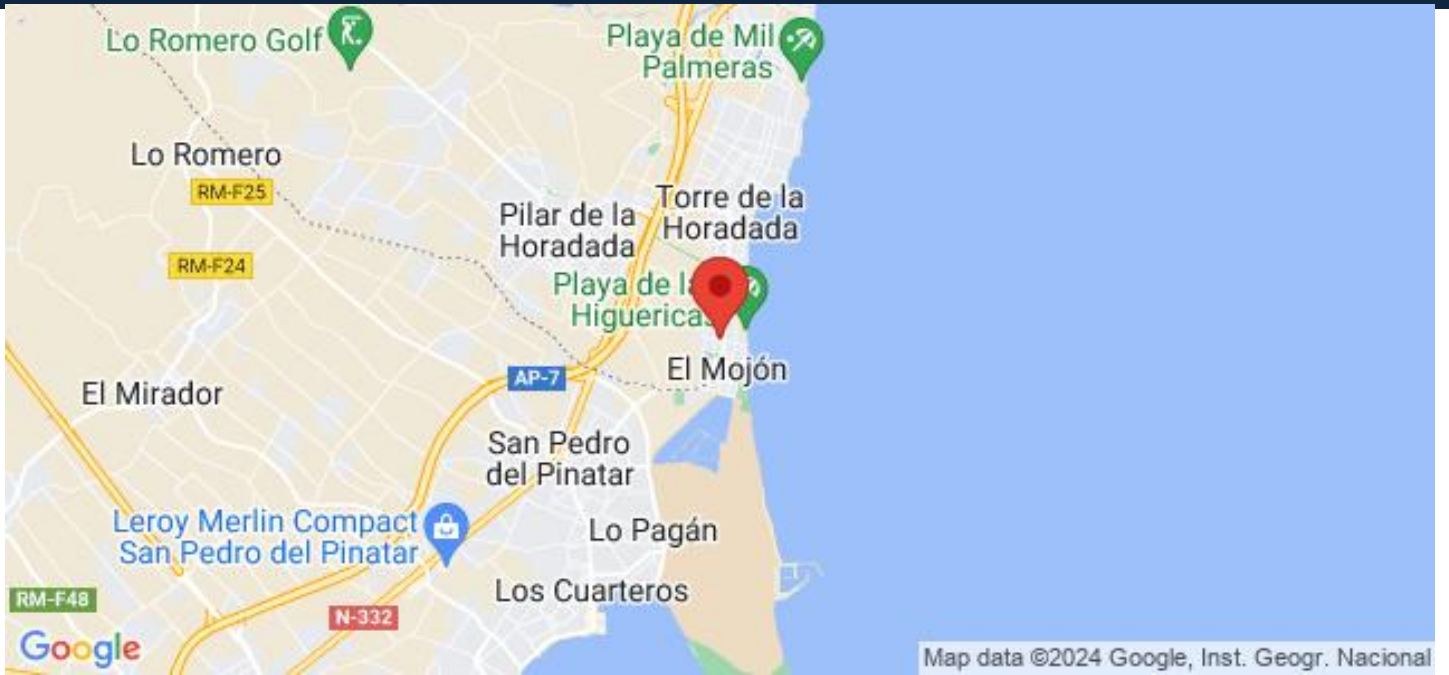 Lo Romero Golf
Playa de Mil
Palmeras
Lo Romero
RM-F25
Pilar de la
Horadada
Torre de la
Horadada
RM-F24
Playa de la
Higuericas
El Mojón
AP-7
El Mirador
San Pedro
del Pinatar
Leroy Merlin Compact
San Pedro del Pinatar
Lo Pagán
Los Cuarteros
RM-F48
N-332
Google
Map data ©2024 Google, Inst. Geogr. Nacional